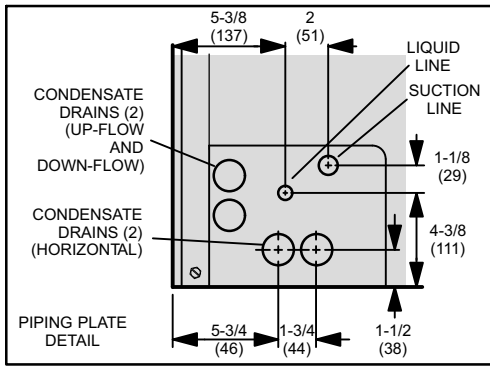 5-3/8
(137)
2
(51)
LIQUID
LINE
SUCTION
LINE
CONDENSATE
DRAINS (2)
(UP-FLOW
AND
DOWN-FLOW)
1-1/8
(29)
CONDENSATE
DRAINS (2)
(HORIZONTAL)
4-3/8
(111)
PIPING PLATE
DETAIL
5-3/4
(46)
1-3/4
(44)
1-1/2
(38)